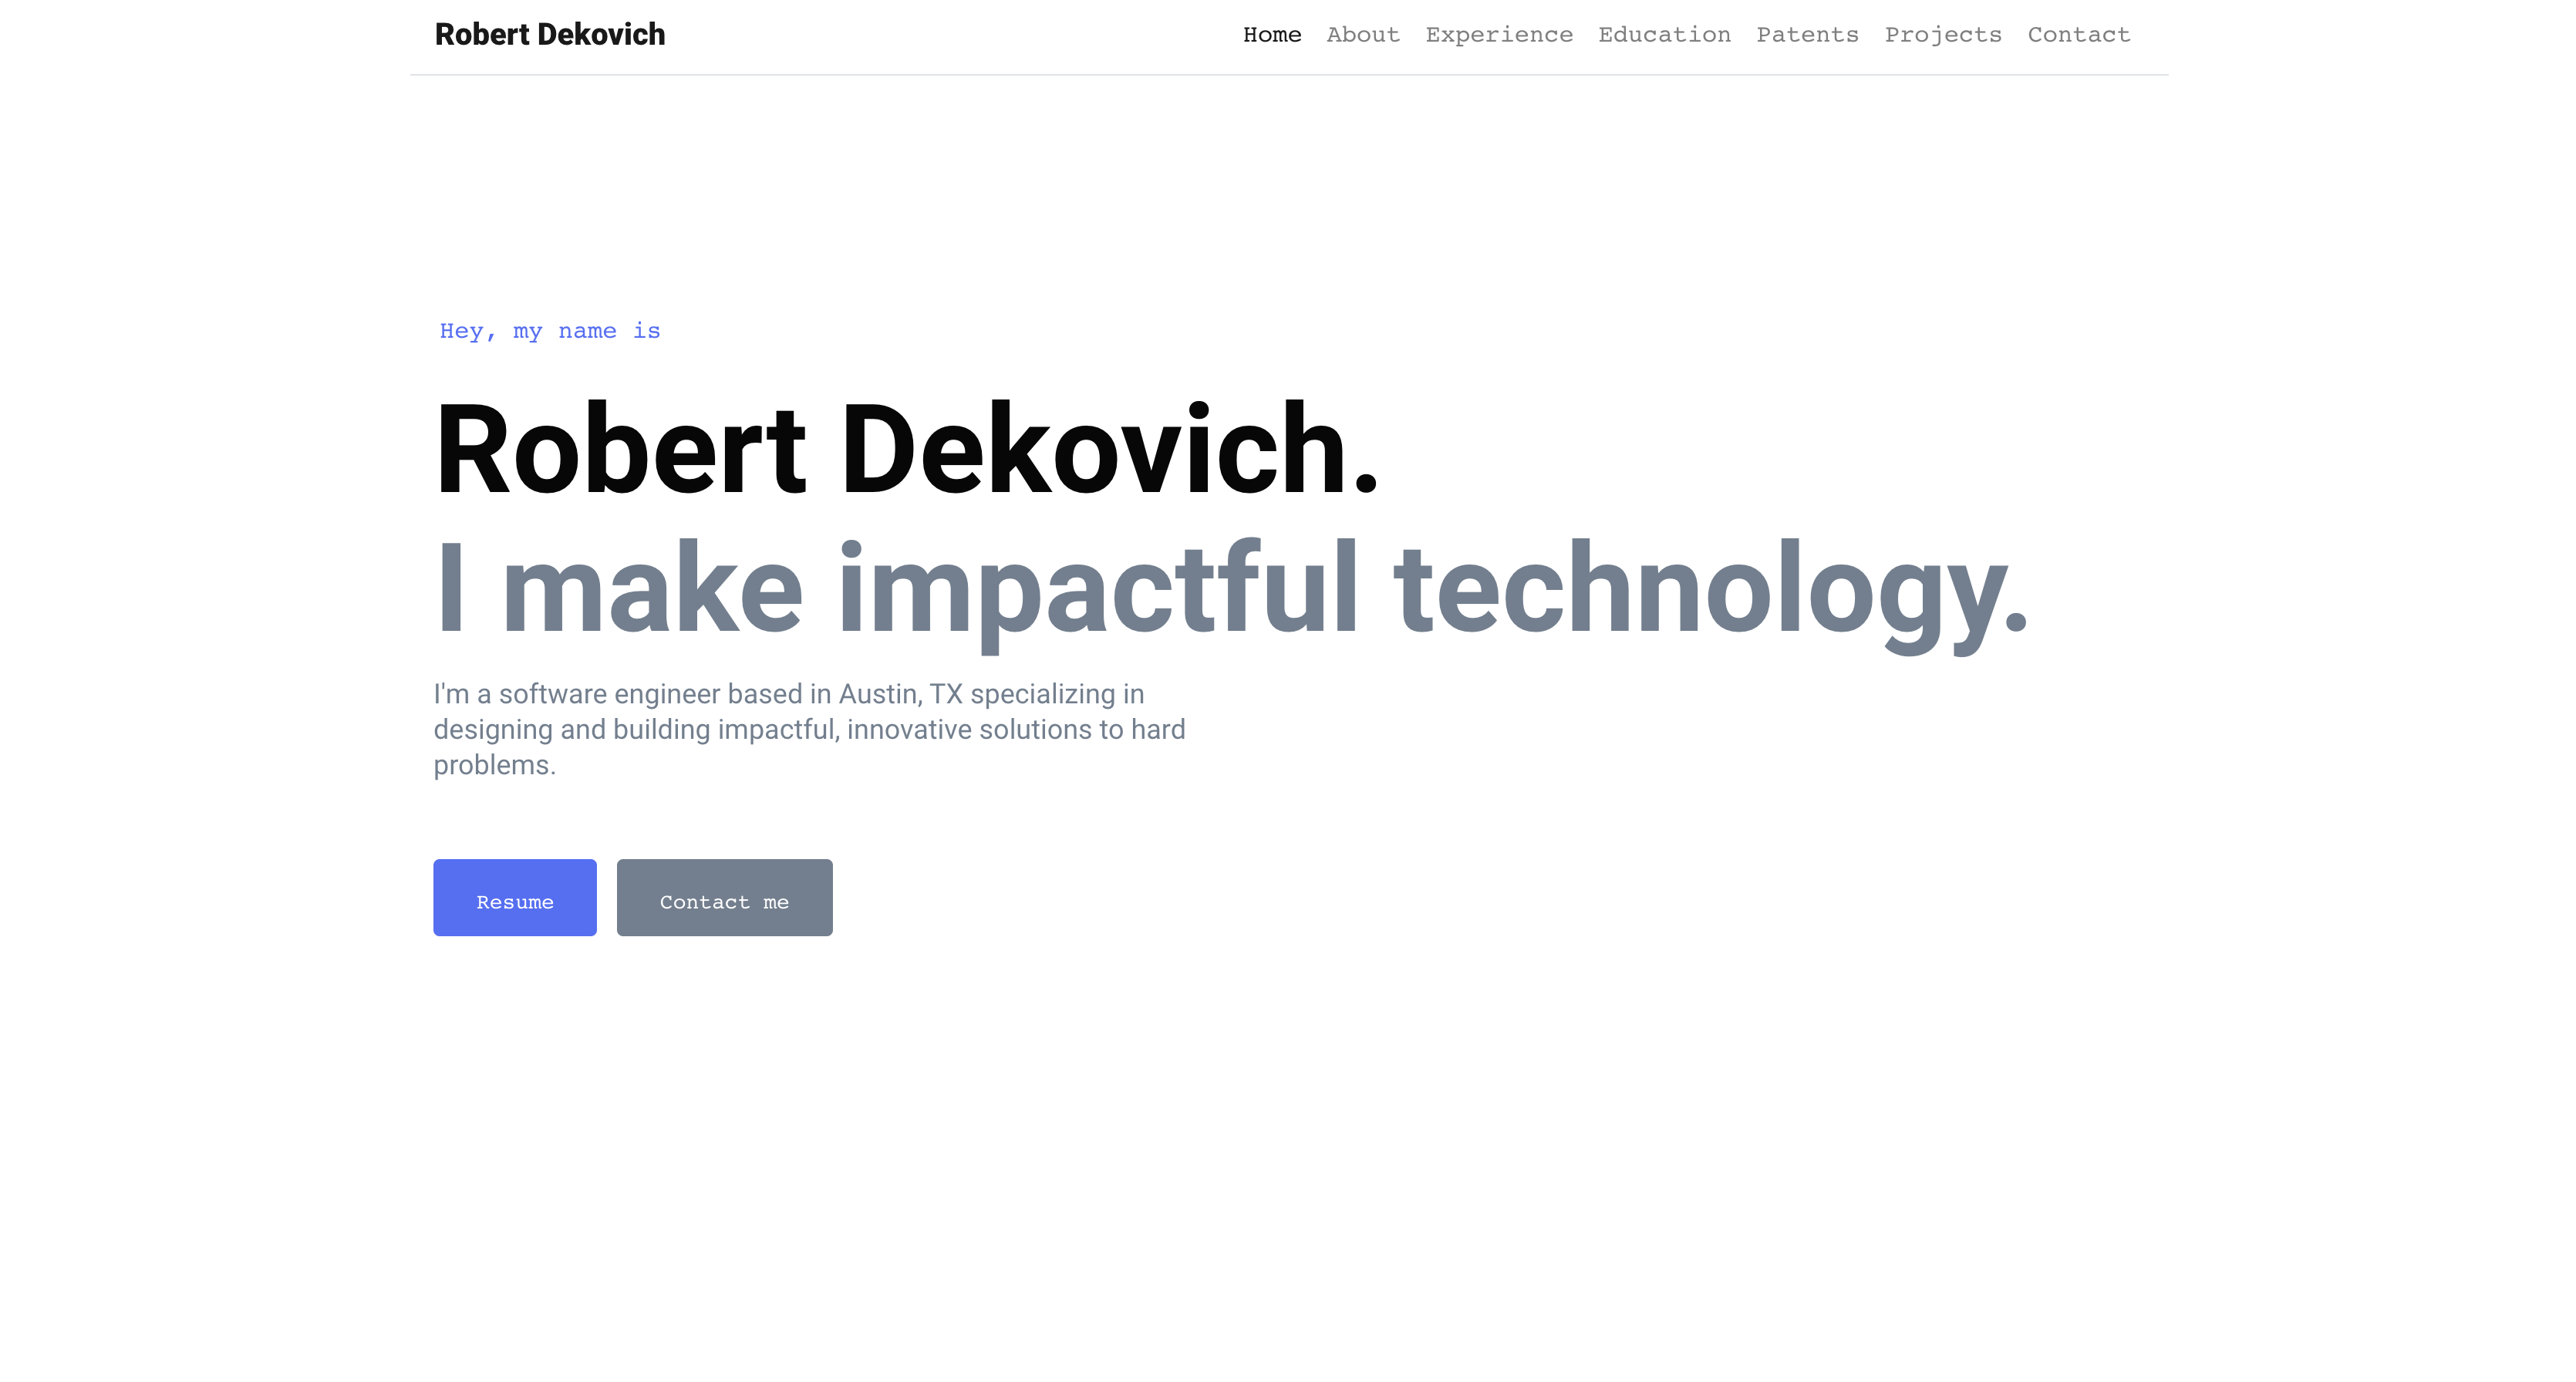 Robert Dekovich
Home About Experience Education Patents Projects Contact
Hey, my name is
Robert Dekovich.
I make impactful technology.
I'm a software engineer based in Austin, TX specializing in
designing and building impactful, innovative solutions to hard
problems.
Resume
Contact me